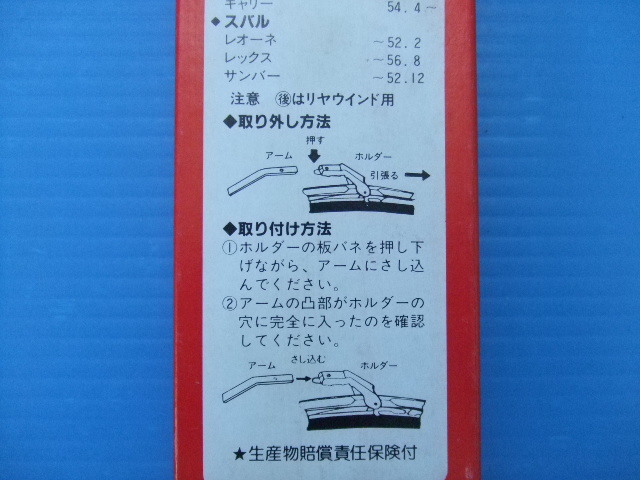 キャリー 54.4~
◆スバル
レオーネ ~52.2
レックス ~56.8
サンバー ~52.12
注意 ㊝はリヤウインド用
◆取り外し方法
押す
アーム ホルダー
引張る
◆取り付け方法
①ホルダーの板バネを押し下
げながら、アームにさし込
んでください。
②アームの凸部がホルダーの
穴に完全に入ったのを確認
してください。
アーム さし込む ホルダー
★生産物賠償責任保険付